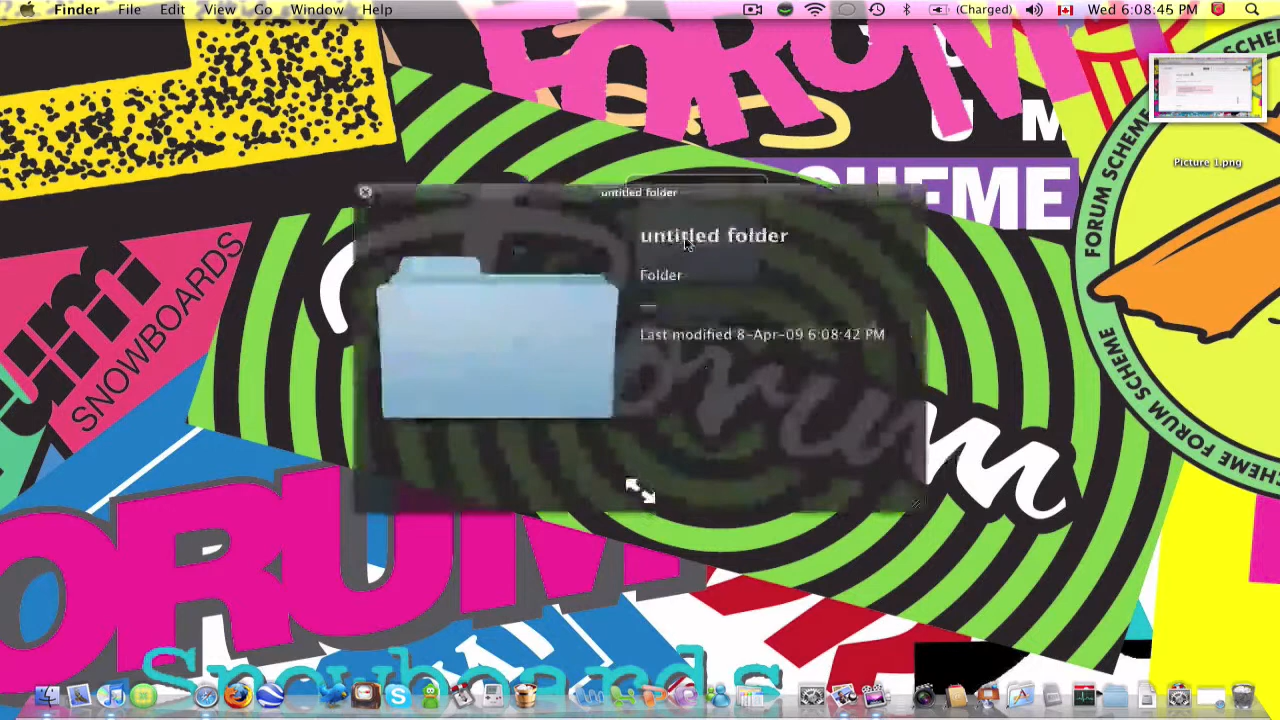 Finder File Edit View Go Window Help (Charged) Wed 6:08:45 PM
FORUM
U M
SCHEME
Picture 1.png
FORUM SCHEME
SCHEME FORUM SCHEME
um
SNOWBOARDS
untitled folder
untitled folder
Folder
—
Last modified 8-Apr-09 6:08:42 PM
Forum
ORUM
Snowboards